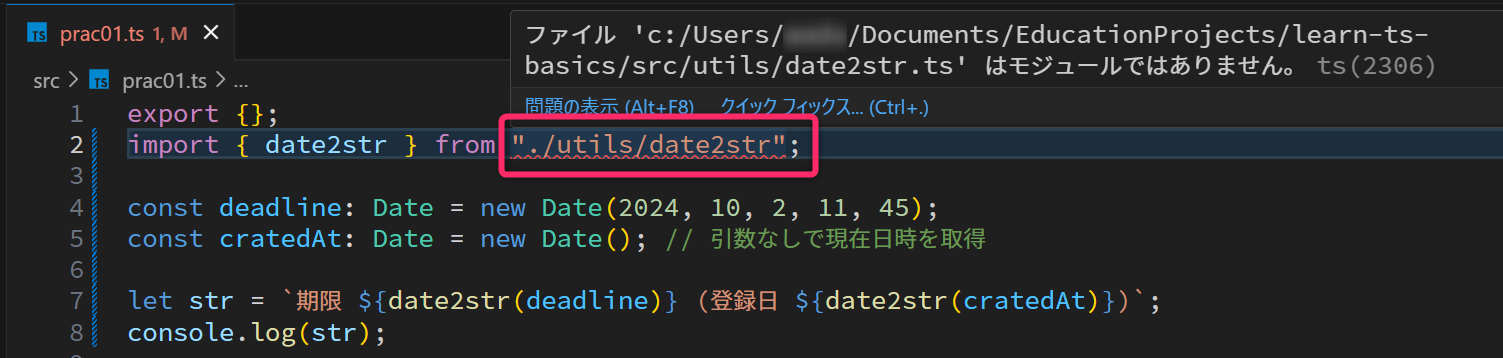 TS prac01.ts 1, M ×
ファイル 'c:/Users/ /Documents/EducationProjects/learn-ts-
basics/src/utils/date2str.ts' はモジュールではありません。 ts(2306)
問題の表示 (Alt+F8) クイック フィックス... (Ctrl+.)
src > TS prac01.ts > ...
1 export {};
2 import { date2str } from "./utils/date2str";
3
4 const deadline: Date = new Date(2024, 10, 2, 11, 45);
5 const cratedAt: Date = new Date(); // 引数なしで現在日時を取得
6
7 let str = `期限 ${date2str(deadline)} (登録日 ${date2str(cratedAt)})`;
8 console.log(str);